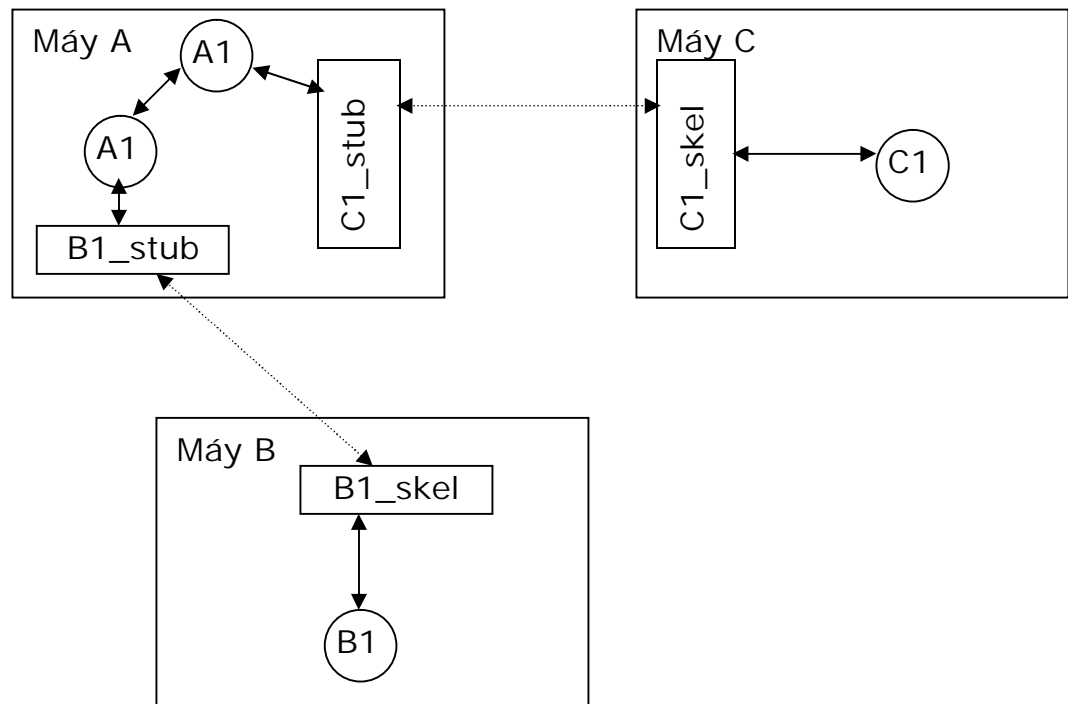 Máy A
A1
A1
B1_stub
C1_stub
Máy C
C1_skel
C1
Máy B
B1_skel
B1